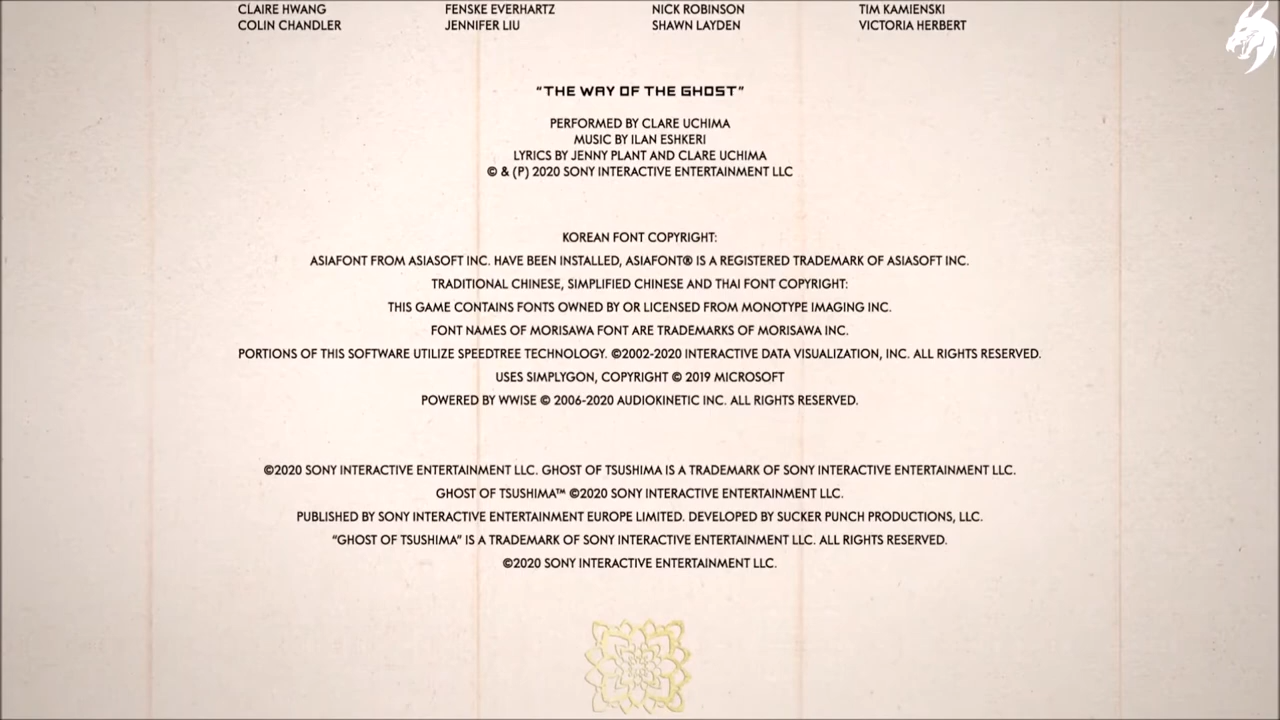 CLAIRE HWANG FENSKE EVERHARTZ NICK ROBINSON TIM KAMIENSKI
COLIN CHANDLER JENNIFER LIU SHAWN LAYDEN VICTORIA HERBERT
“THE WAY OF THE GHOST”
PERFORMED BY CLARE UCHIMA
MUSIC BY ILAN ESHKERI
LYRICS BY JENNY PLANT AND CLARE UCHIMA
© & (P) 2020 SONY INTERACTIVE ENTERTAINMENT LLC
KOREAN FONT COPYRIGHT:
ASIAFONT FROM ASIASOFT INC. HAVE BEEN INSTALLED, ASIAFONT® IS A REGISTERED TRADEMARK OF ASIASOFT INC.
TRADITIONAL CHINESE, SIMPLIFIED CHINESE AND THAI FONT COPYRIGHT:
THIS GAME CONTAINS FONTS OWNED BY OR LICENSED FROM MONOTYPE IMAGING INC.
FONT NAMES OF MORISAWA FONT ARE TRADEMARKS OF MORISAWA INC.
PORTIONS OF THIS SOFTWARE UTILIZE SPEEDTREE TECHNOLOGY. ©2002-2020 INTERACTIVE DATA VISUALIZATION, INC. ALL RIGHTS RESERVED.
USES SIMPLYGON, COPYRIGHT © 2019 MICROSOFT
POWERED BY WWISE © 2006-2020 AUDIOKINETIC INC. ALL RIGHTS RESERVED.
©2020 SONY INTERACTIVE ENTERTAINMENT LLC. GHOST OF TSUSHIMA IS A TRADEMARK OF SONY INTERACTIVE ENTERTAINMENT LLC.
GHOST OF TSUSHIMA™ ©2020 SONY INTERACTIVE ENTERTAINMENT LLC.
PUBLISHED BY SONY INTERACTIVE ENTERTAINMENT EUROPE LIMITED. DEVELOPED BY SUCKER PUNCH PRODUCTIONS, LLC.
“GHOST OF TSUSHIMA” IS A TRADEMARK OF SONY INTERACTIVE ENTERTAINMENT LLC. ALL RIGHTS RESERVED.
©2020 SONY INTERACTIVE ENTERTAINMENT LLC.